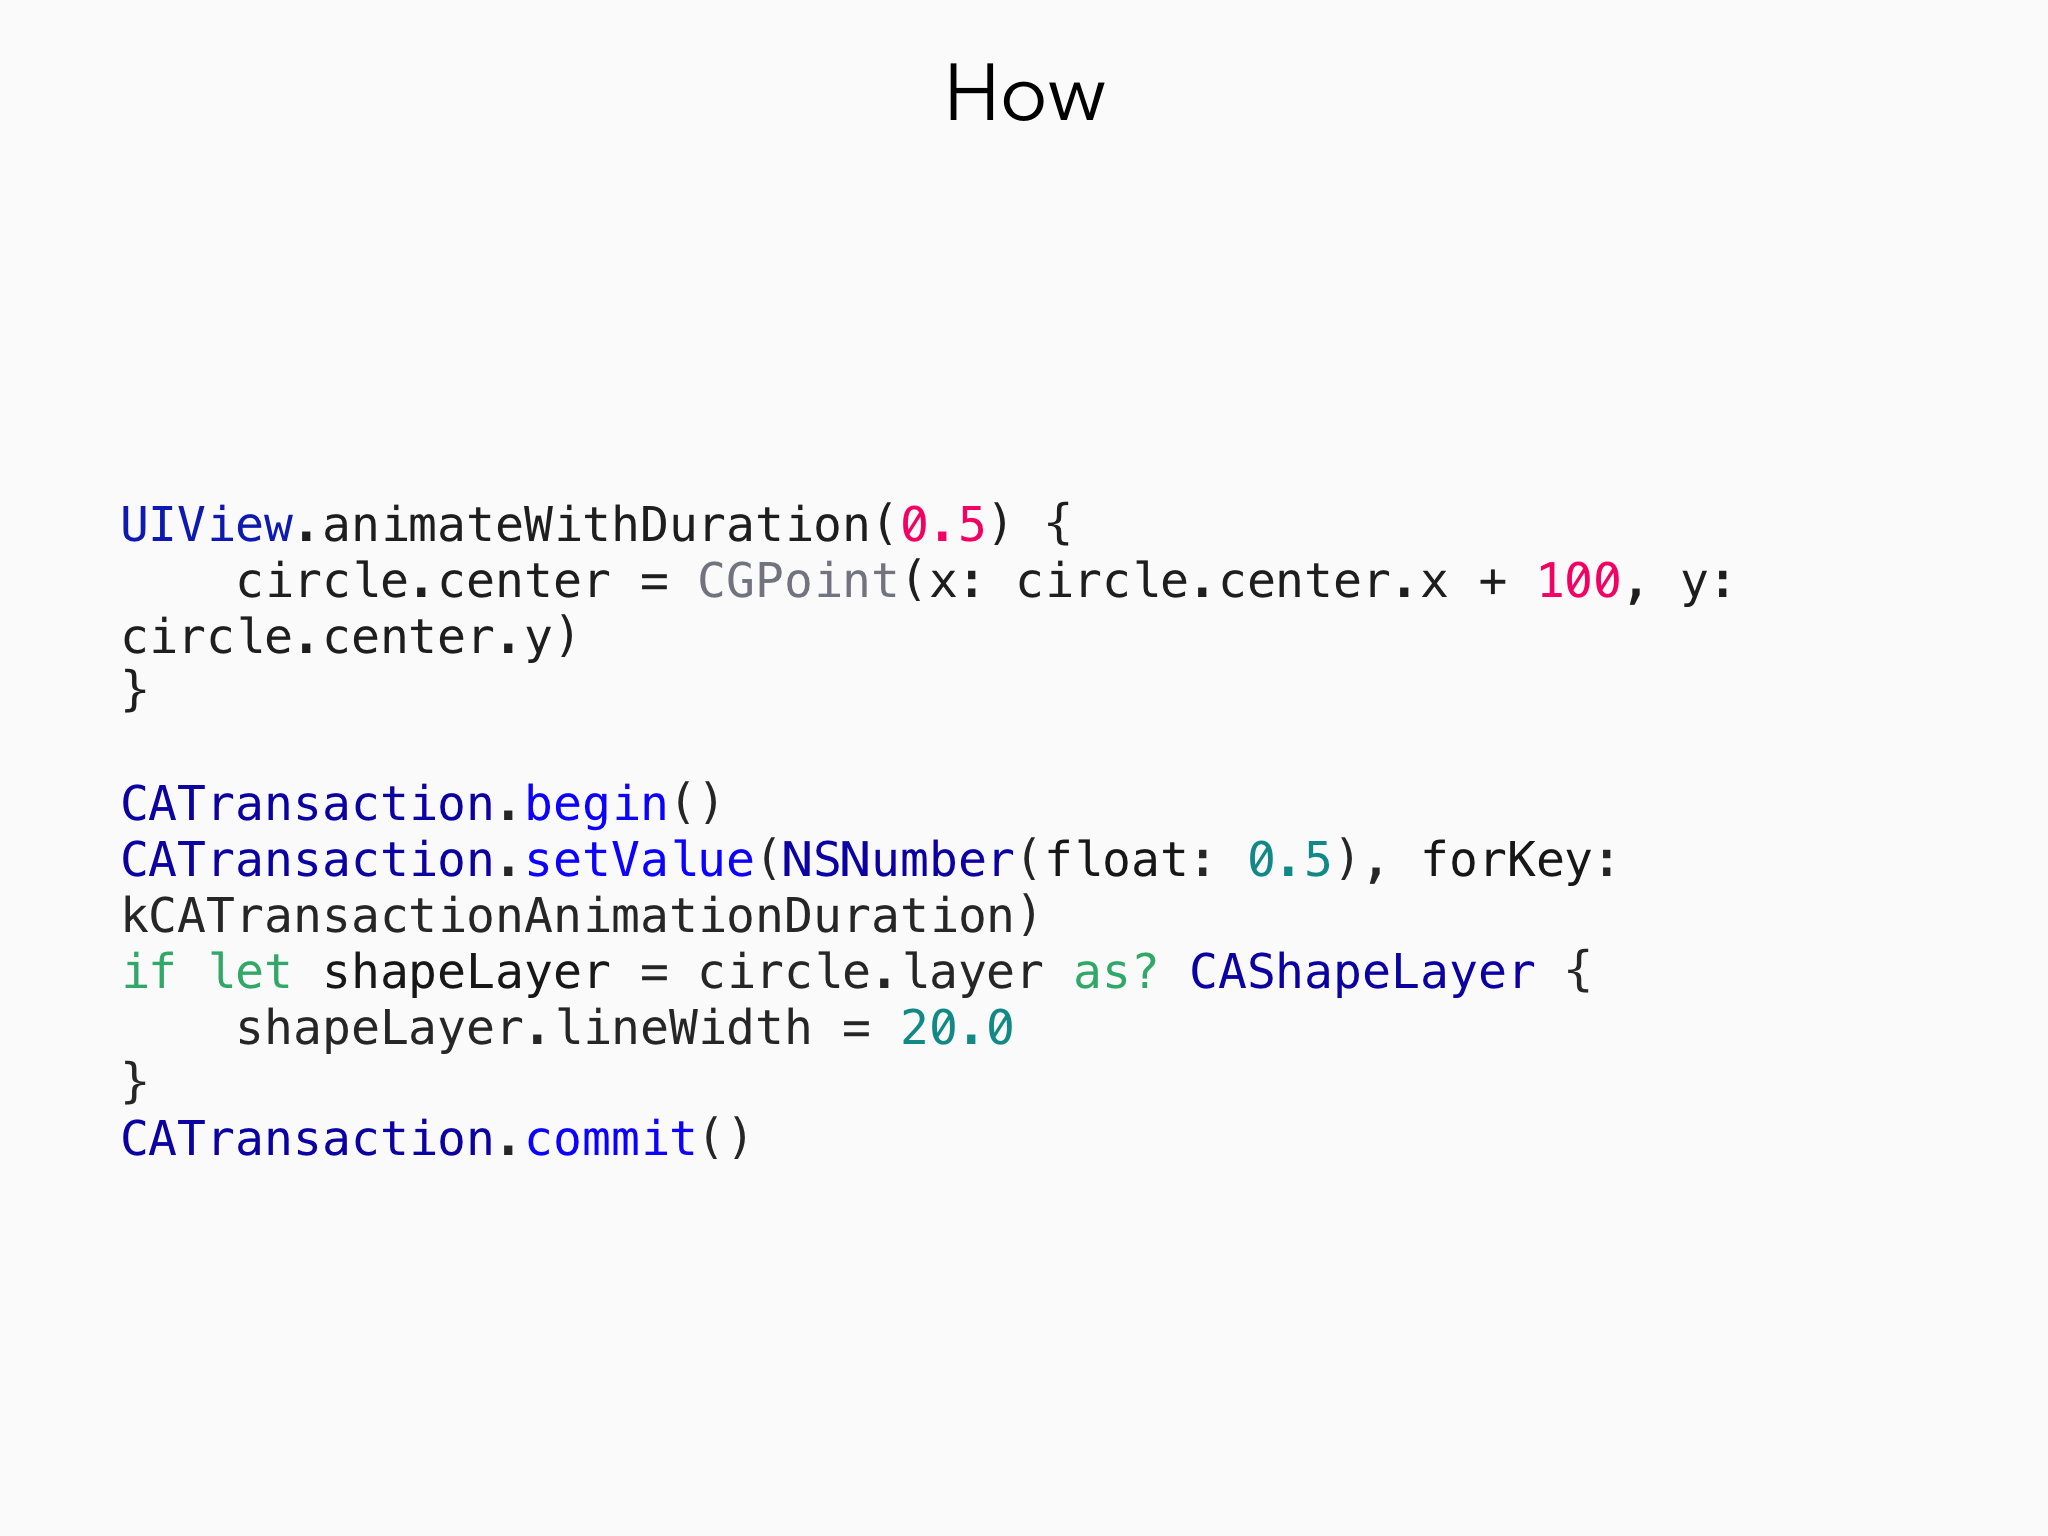 How
UIView.animateWithDuration(0.5) {
    circle.center = CGPoint(x: circle.center.x + 100, y:
circle.center.y)
}

CATransaction.begin()
CATransaction.setValue(NSNumber(float: 0.5), forKey:
kCATransactionAnimationDuration)
if let shapeLayer = circle.layer as? CAShapeLayer {
    shapeLayer.lineWidth = 20.0
}
CATransaction.commit()